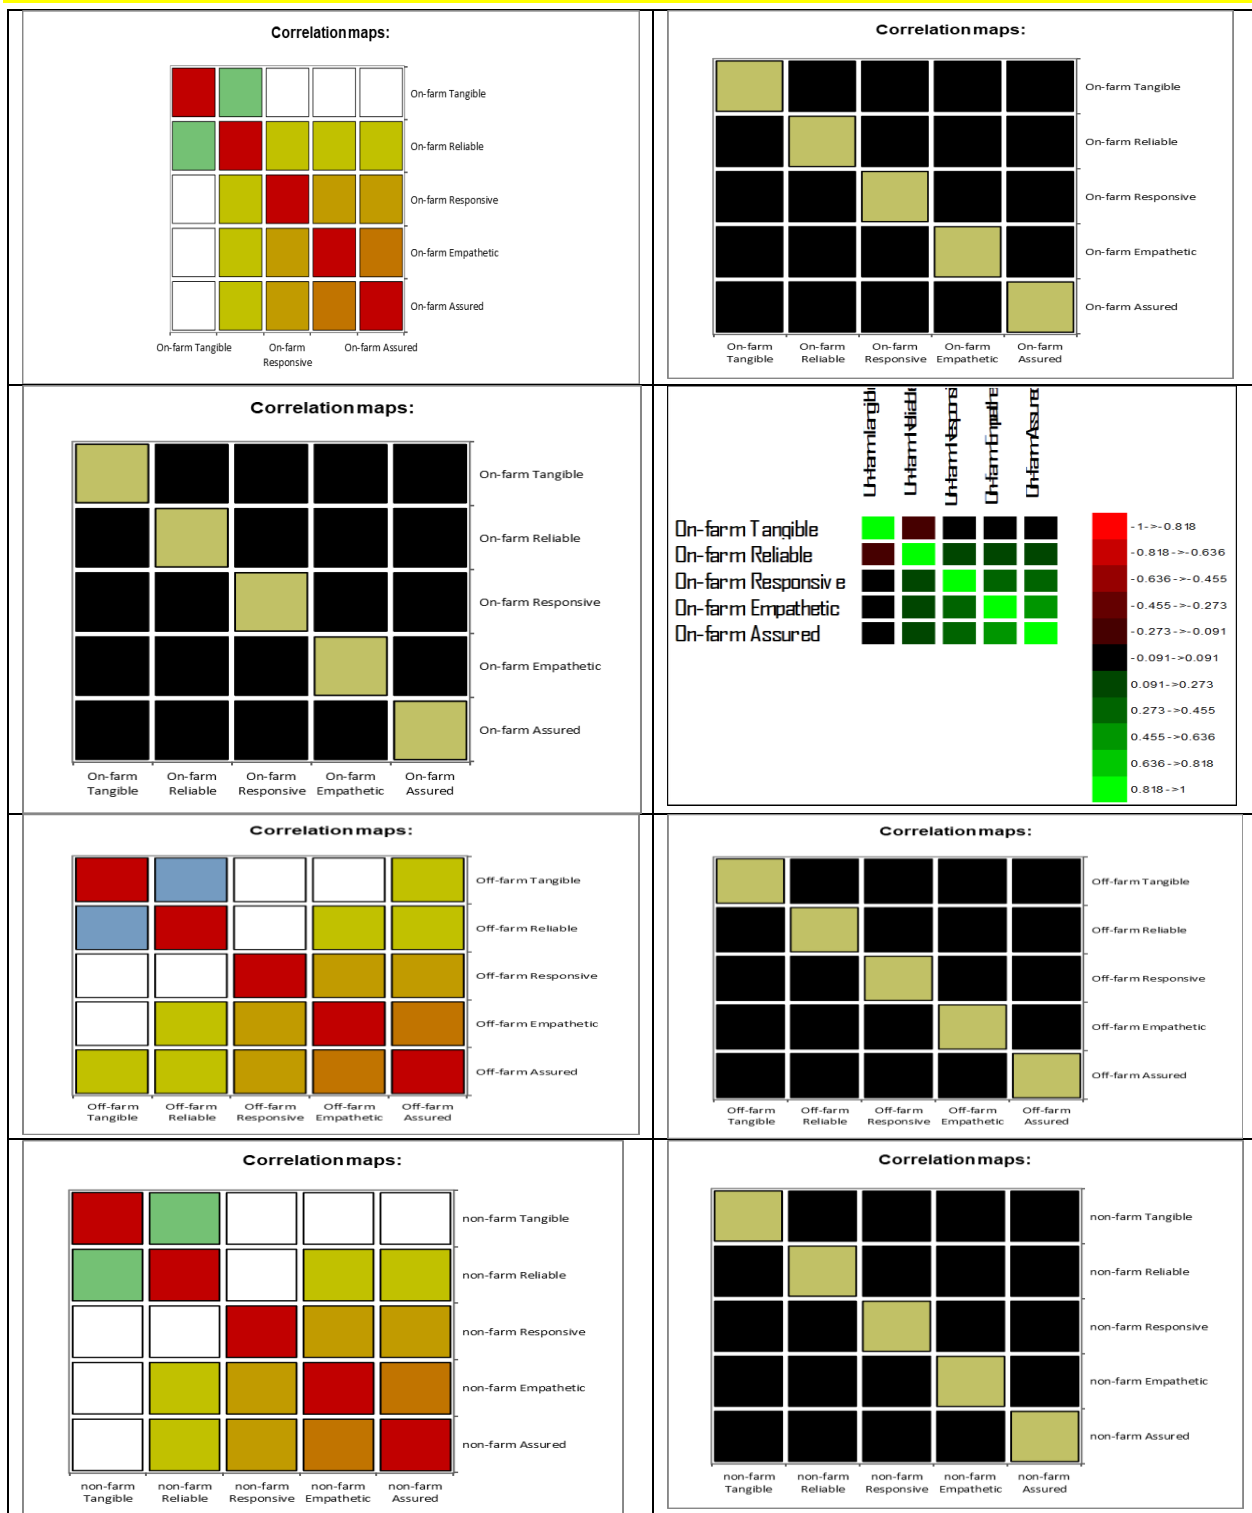 Correlation maps:
On-farm Tangible
On-farm Reliable
On-farm Responsive
On-farm Empathetic
On-farm Assured
On-farm Tangible
On-farm
Responsive
On-farm Assured
Correlation maps:
On-farm Tangible
On-farm Reliable
On-farm Responsive
On-farm Empathetic
On-farm Assured
On-farm On-farm On-farm On-farm On-farm
Tangible Reliable Responsive Empathetic Assured
Correlation maps:
On-farm Tangible
On-farm Reliable
On-farm Responsive
On-farm Empathetic
On-farm Assured
On-farm On-farm On-farm On-farm On-farm
Tangible Reliable Responsive Empathetic Assured
On-farm Tangible
On-farm Reliable
On-farm Responsive
On-farm Empathetic
On-farm Assured
-1->-0.818
-0.818->-0.636
-0.636->-0.455
-0.455->-0.273
-0.273->-0.091
-0.091->0.091
0.091->0.273
0.273->0.455
0.455->0.636
0.636->0.818
0.818->1
Correlation maps:
Off-farm Tangible
Off-farm Reliable
Off-farm Responsive
Off-farm Empathetic
Off-farm Assured
Off-farm Off-farm Off-farm Off-farm Off-farm
Tangible Reliable Responsive Empathetic Assured
Correlation maps:
Off-farm Tangible
Off-farm Reliable
Off-farm Responsive
Off-farm Empathetic
Off-farm Assured
Off-farm Off-farm Off-farm Off-farm Off-farm
Tangible Reliable Responsive Empathetic Assured
Correlation maps:
non-farm Tangible
non-farm Reliable
non-farm Responsive
non-farm Empathetic
non-farm Assured
non-farm non-farm non-farm non-farm non-farm
Tangible Reliable Responsive Empathetic Assured
Correlation maps:
non-farm Tangible
non-farm Reliable
non-farm Responsive
non-farm Empathetic
non-farm Assured
non-farm non-farm non-farm non-farm non-farm
Tangible Reliable Responsive Empathetic Assured